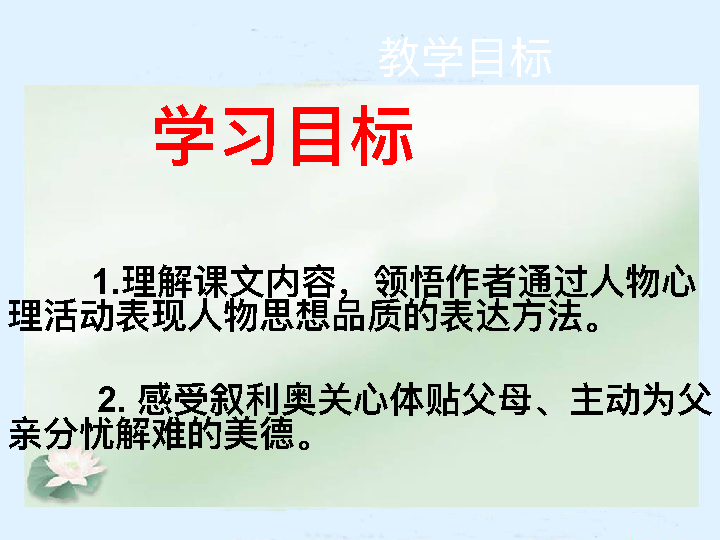 教学目标
学习目标
1.理解课文内容，领悟作者通过人物心
理活动表现人物思想品质的表达方法。
2. 感受叙利奥关心体贴父母、主动为父
亲分忧解难的美德。